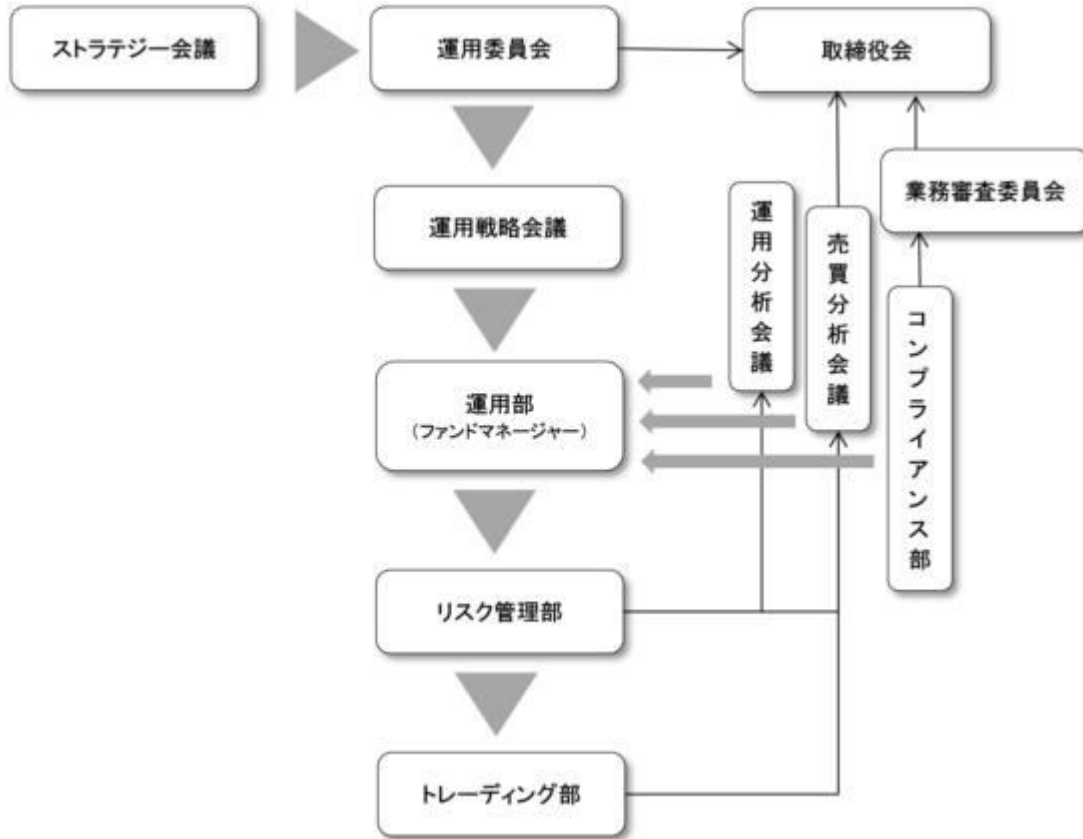 ストラテジー会議
運用委員会
取締役会
業務審査委員会
運用戦略会議
運用分析会議
売買分析会議
コンプライアンス部
運用部
(ファンドマネージャー)
リスク管理部
トレーディング部